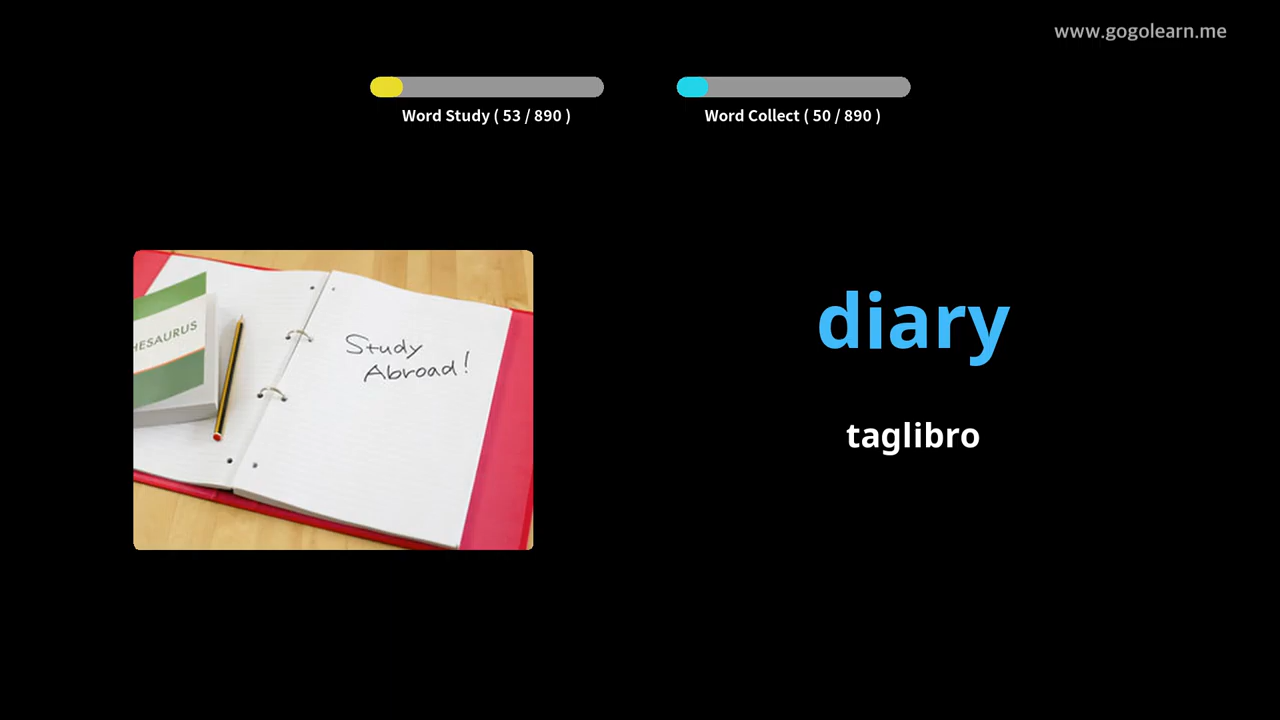 www.gogolearn.me
Word Study ( 53 / 890 )
Word Collect ( 50 / 890 )
HESAURUS
Study
Abroad!
diary
taglibro